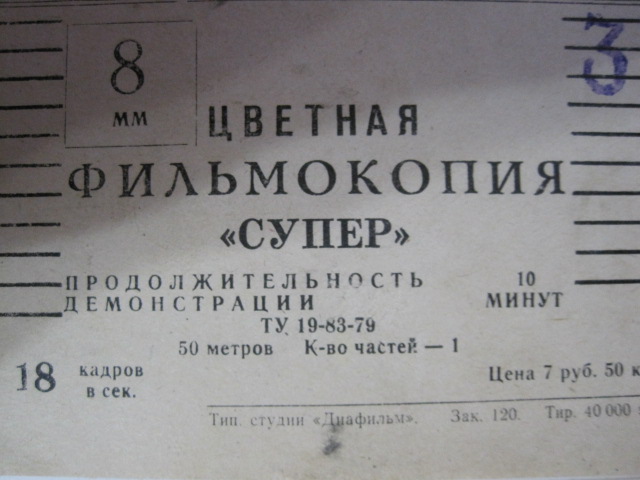 8
мм
3
ЦВЕТНАЯ
ФИЛЬМОКОПИЯ
«СУПЕР»
ПРОДОЛЖИТЕЛЬНОСТЬ
ДЕМОНСТРАЦИИ
10
МИНУТ
ТУ 19-83-79
50 метров К-во частей — 1
18 кадров
в сек.
Цена 7 руб. 50 к
Тип. студии «Диафильм». Зак. 120. Тир. 40 000